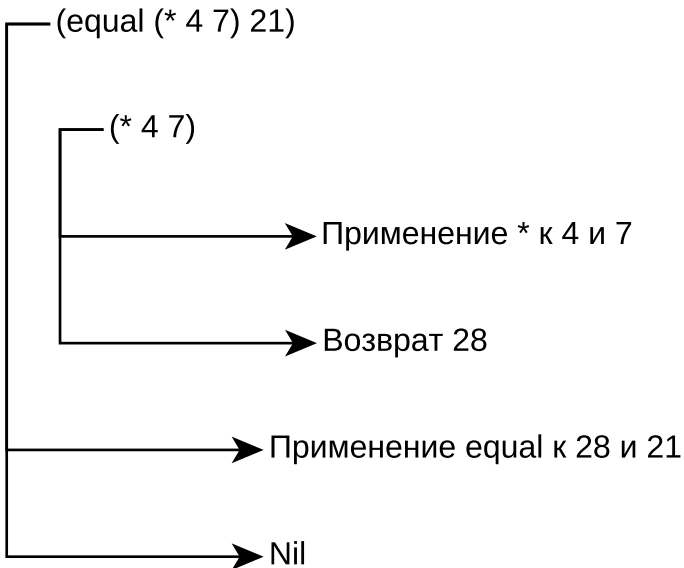 (equal (* 4 7) 21)
(* 4 7)
Применение * к 4 и 7
Возврат 28
Применение equal к 28 и 21
Nil